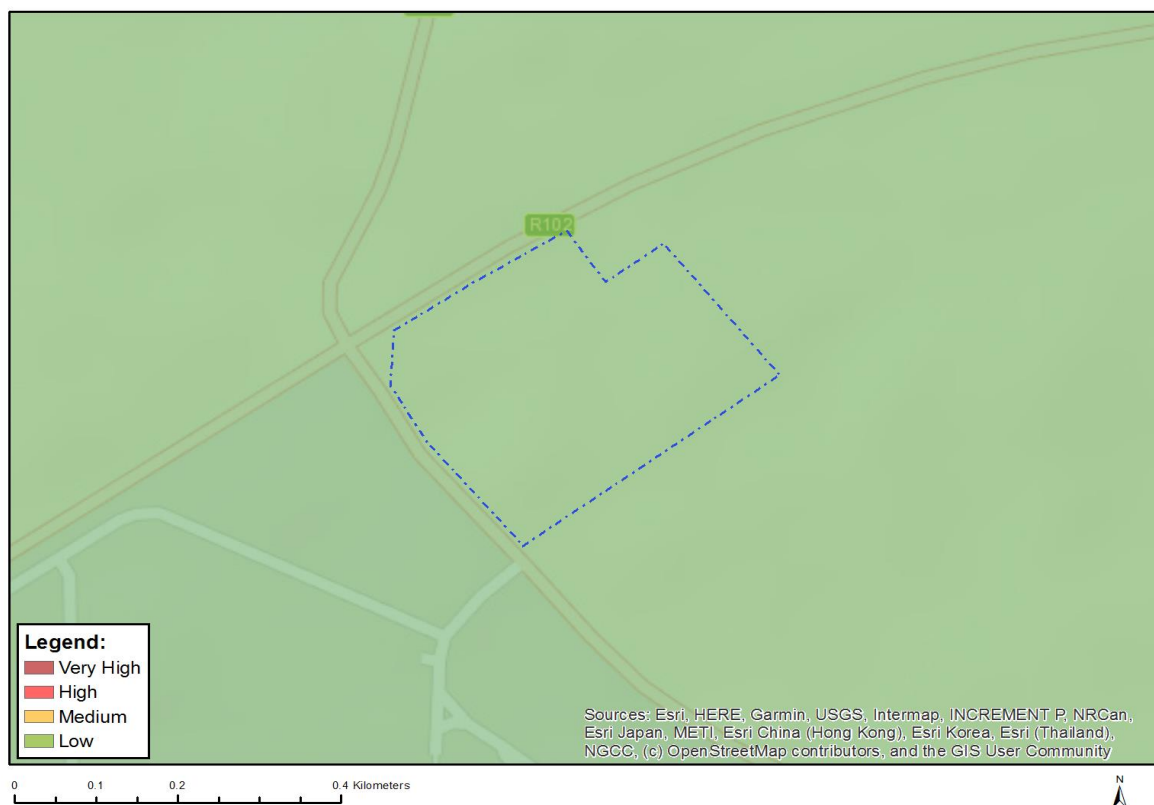 R102
Legend:
Very High
High
Medium
Low
Sources: Esri, HERE, Garmin, USGS, Intermap, INCREMENT P, NRCan,
Esri Japan, METI, Esri China (Hong Kong), Esri Korea, Esri (Thailand),
NGCC, (c) OpenStreetMap contributors, and the GIS User Community
0 0.1 0.2 0.4 Kilometers
N